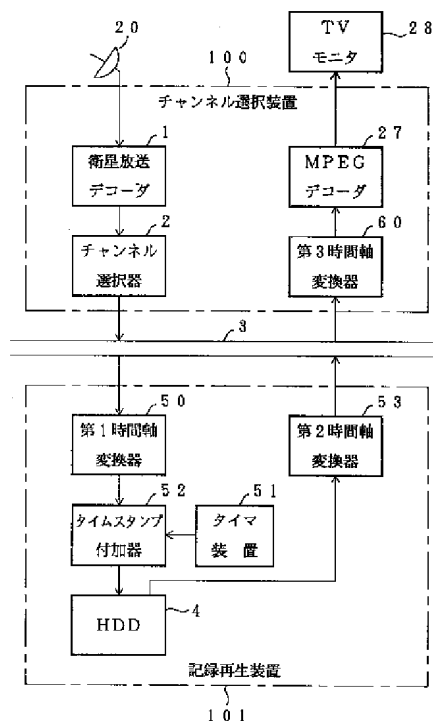 20
TV
モニタ
28
100
チャンネル選択装置
1
衛星放送
デコーダ
27
MPEG
デコーダ
2
チャンネル
選択器
60
第3時間軸
変換器
3
50
第1時間軸
変換器
53
第2時間軸
変換器
52
タイムスタンプ
付加器
51
タイマ
装置
HDD
4
記録再生装置
101